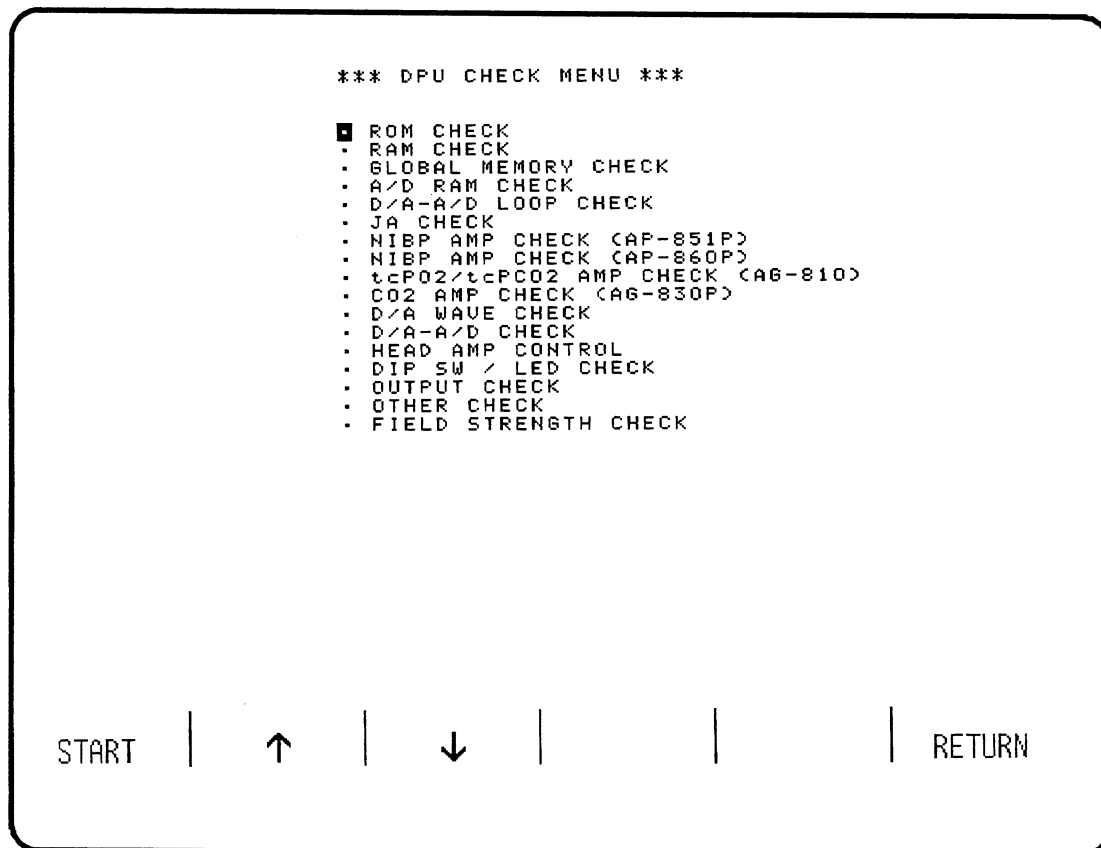 *** DPU CHECK MENU ***
ROM CHECK
· RAM CHECK
· GLOBAL MEMORY CHECK
· A/D RAM CHECK
· D/A-A/D LOOP CHECK
· JA CHECK
· NIBP AMP CHECK (AP-851P)
· NIBP AMP CHECK (AP-860P)
· tcPO2/tcPCO2 AMP CHECK (AG-810)
· CO2 AMP CHECK (AG-830P)
· D/A WAVE CHECK
· D/A-A/D CHECK
· HEAD AMP CONTROL
· DIP SW / LED CHECK
· OUTPUT CHECK
· OTHER CHECK
· FIELD STRENGTH CHECK
START ↑ ↓ RETURN